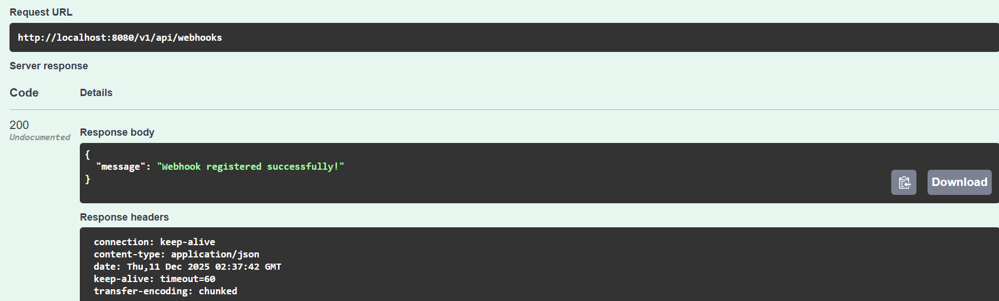 Request URL
http://localhost:8080/v1/api/webhooks
Server response
Code Details
200
Undocumented
Response body
{
"message": "Webhook registered successfully!"
}
Download
Response headers
connection: keep-alive
content-type: application/json
date: Thu,11 Dec 2025 02:37:42 GMT
keep-alive: timeout=60
transfer-encoding: chunked